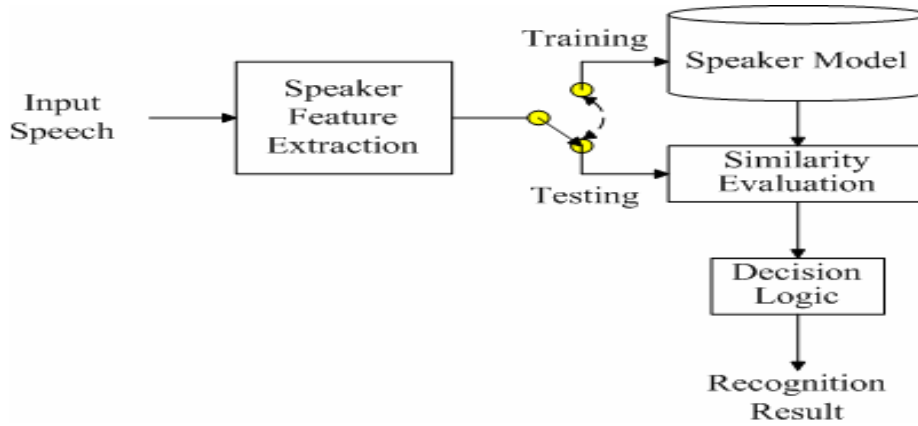 Input
Speech
Speaker
Feature
Extraction
Training
Testing
Speaker Model
Similarity
Evaluation
Decision
Logic
Recognition
Result